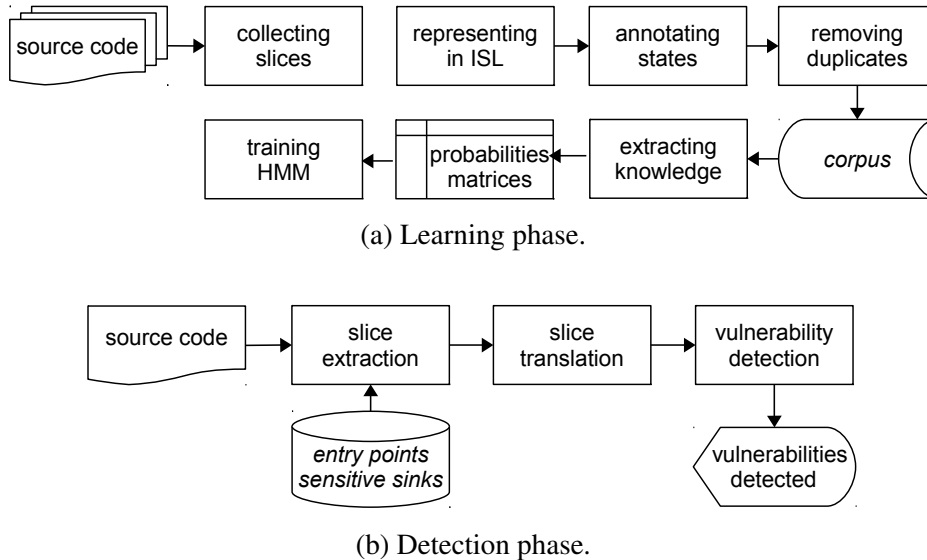 source code
collecting
slices
representing
in ISL
annotating
states
removing
duplicates
training
HMM
probabilities
matrices
extracting
knowledge
corpus
(a) Learning phase.
source code
slice
extraction
slice
translation
vulnerability
detection
entry points
sensitive sinks
vulnerabilities
detected
(b) Detection phase.